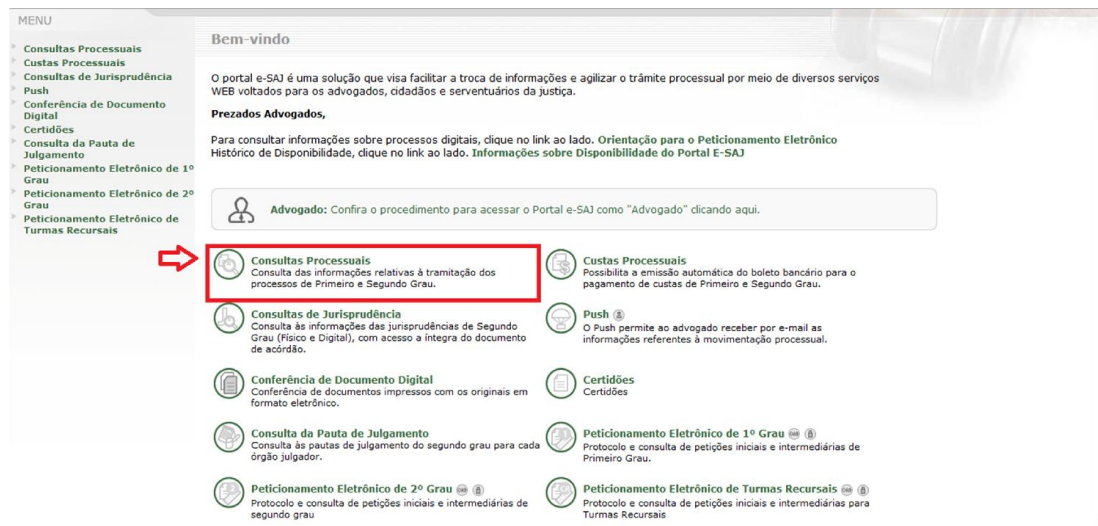 MENU
Consultas Processuais
Custas Processuais
Consultas de Jurisprudência
Push
Conferência de Documento
Digital
Certidões
Consulta da Pauta de
Julgamento
Peticionamento Eletrônico de 1º
Grau
Peticionamento Eletrônico de 2º
Grau
Peticionamento Eletrônico de
Turmas Recursais
Bem-vindo
O portal e-SAJ é uma solução que visa facilitar a troca de informações e agilizar o trâmite processual por meio de diversos serviços
WEB voltados para os advogados, cidadãos e serventuários da justiça.
Prezados Advogados,
Para consultar informações sobre processos digitais, clique no link ao lado. Orientação para o Peticionamento Eletrônico
Histórico de Disponibilidade, clique no link ao lado. Informações sobre Disponibilidade do Portal E-SAJ
Advogado: Confira o procedimento para acessar o Portal e-SAJ como "Advogado" clicando aqui.
Consultas Processuais
Consulta das informações relativas à tramitação dos
processos de Primeiro e Segundo Grau.
Custas Processuais
Possibilita a emissão automática do boleto bancário para o
pagamento de custas de Primeiro e Segundo Grau.
Consultas de Jurisprudência
Consulta às informações das jurisprudências de Segundo
Grau (Físico e Digital), com acesso a íntegra do documento
de acórdão.
Push
O Push permite ao advogado receber por e-mail as
informações referentes à movimentação processual.
Conferência de Documento Digital
Conferência de documentos impressos com os originais em
formato eletrônico.
Certidões
Certidões
Consulta da Pauta de Julgamento
Consulta às pautas de julgamento do segundo grau para cada
órgão julgador.
Peticionamento Eletrônico de 1º Grau
Protocolo e consulta de petições iniciais e intermediárias de
Primeiro Grau.
Peticionamento Eletrônico de 2º Grau
Protocolo e consulta de petições iniciais e intermediárias de
segundo grau
Peticionamento Eletrônico de Turmas Recursais
Protocolo e consulta de petições iniciais e intermediárias para
Turmas Recursais